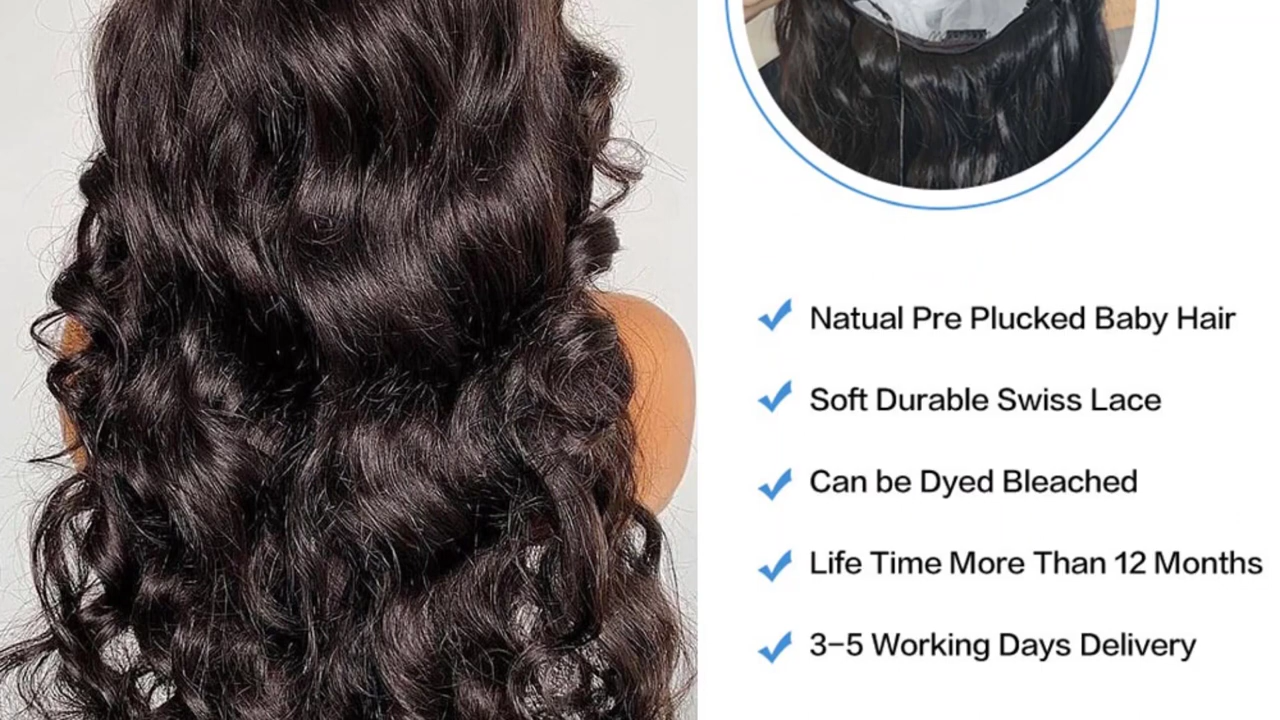 Natual Pre Plucked Baby Hair
Soft Durable Swiss Lace
Can be Dyed Bleached
Life Time More Than 12 Months
3-5 Working Days Delivery